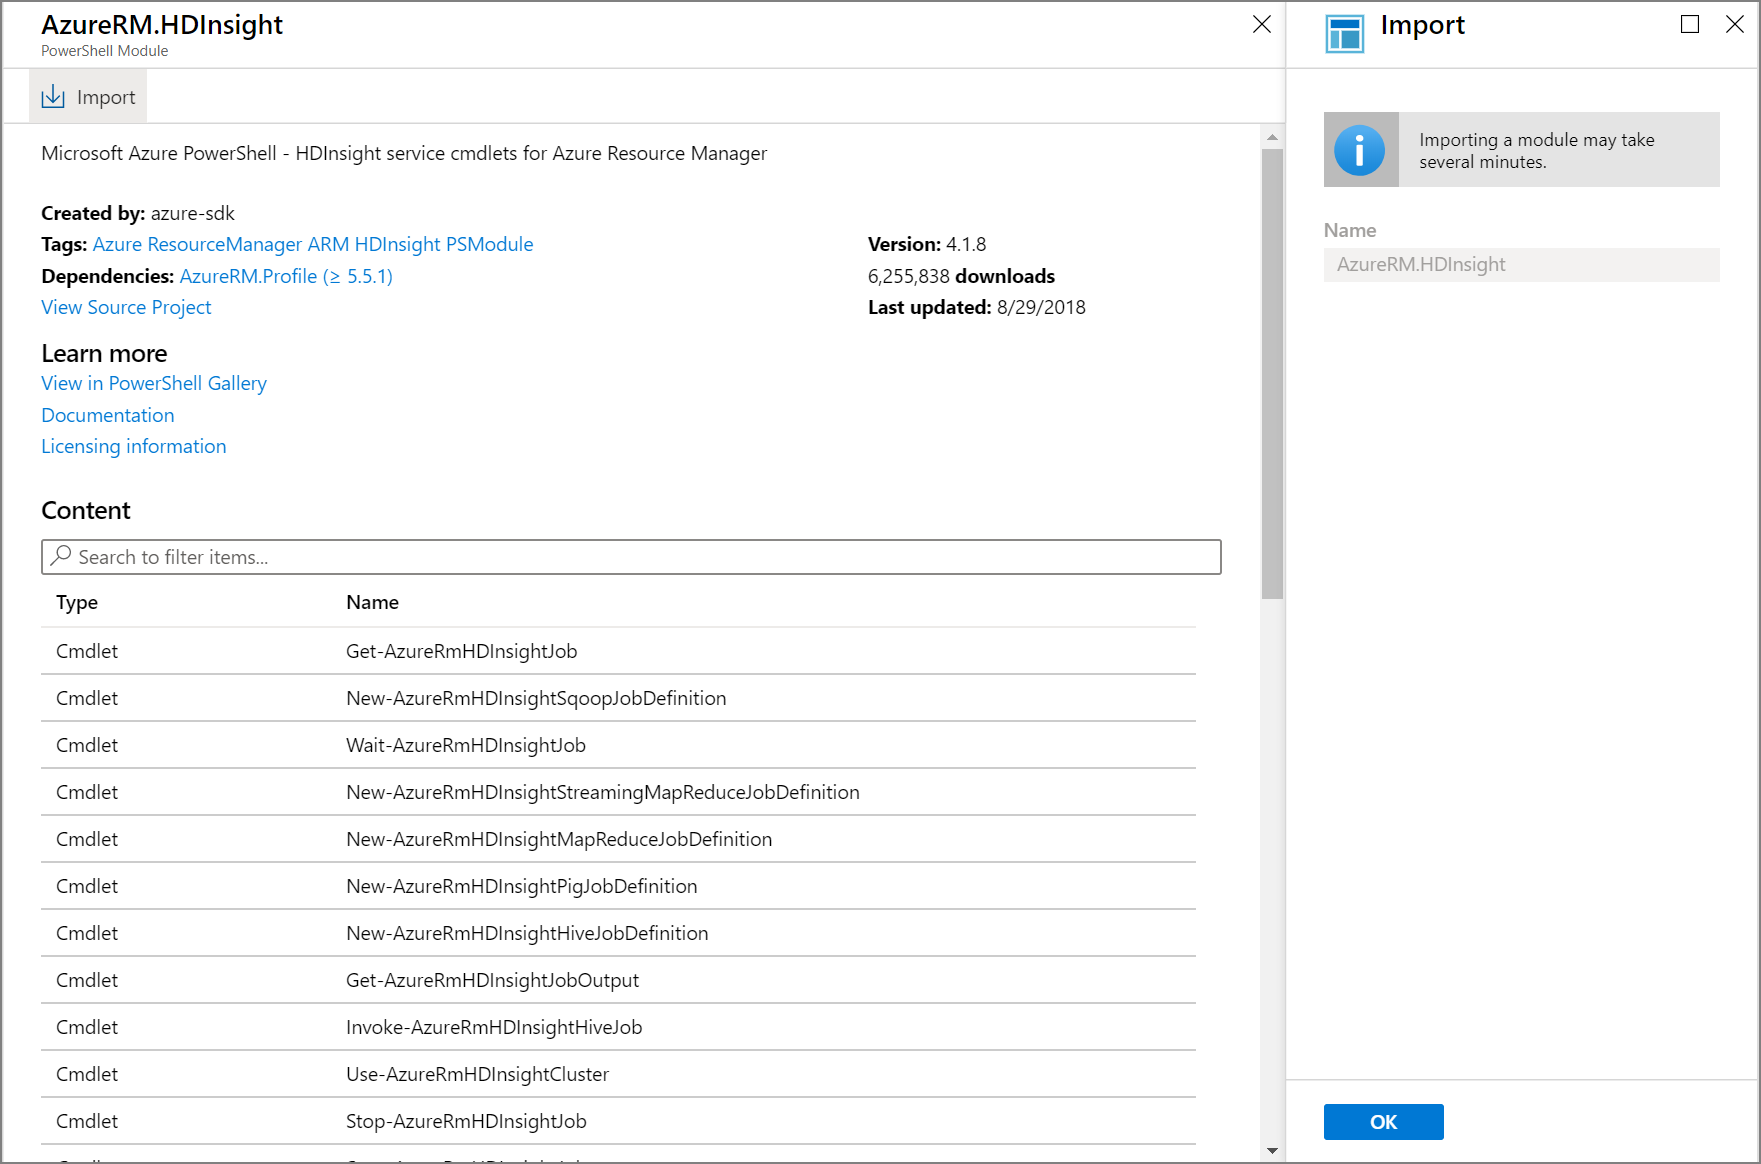 AzureRM.HDInsight
PowerShell Module
Import
Microsoft Azure PowerShell - HDInsight service cmdlets for Azure Resource Manager
Created by: azure-sdk
Tags: Azure ResourceManager ARM HDInsight PSModule
Dependencies: AzureRM.Profile (≥ 5.5.1)
View Source Project
Version: 4.1.8
6,255,838 downloads
Last updated: 8/29/2018
Learn more
View in PowerShell Gallery
Documentation
Licensing information
Content
Search to filter items...
Type Name
Cmdlet Get-AzureRmHDInsightJob
Cmdlet New-AzureRmHDInsightSqoopJobDefinition
Cmdlet Wait-AzureRmHDInsightJob
Cmdlet New-AzureRmHDInsightStreamingMapReduceJobDefinition
Cmdlet New-AzureRmHDInsightMapReduceJobDefinition
Cmdlet New-AzureRmHDInsightPigJobDefinition
Cmdlet New-AzureRmHDInsightHiveJobDefinition
Cmdlet Get-AzureRmHDInsightJobOutput
Cmdlet Invoke-AzureRmHDInsightHiveJob
Cmdlet Use-AzureRmHDInsightCluster
Cmdlet Stop-AzureRmHDInsightJob
Import
Importing a module may take
several minutes.
Name
AzureRM.HDInsight
OK